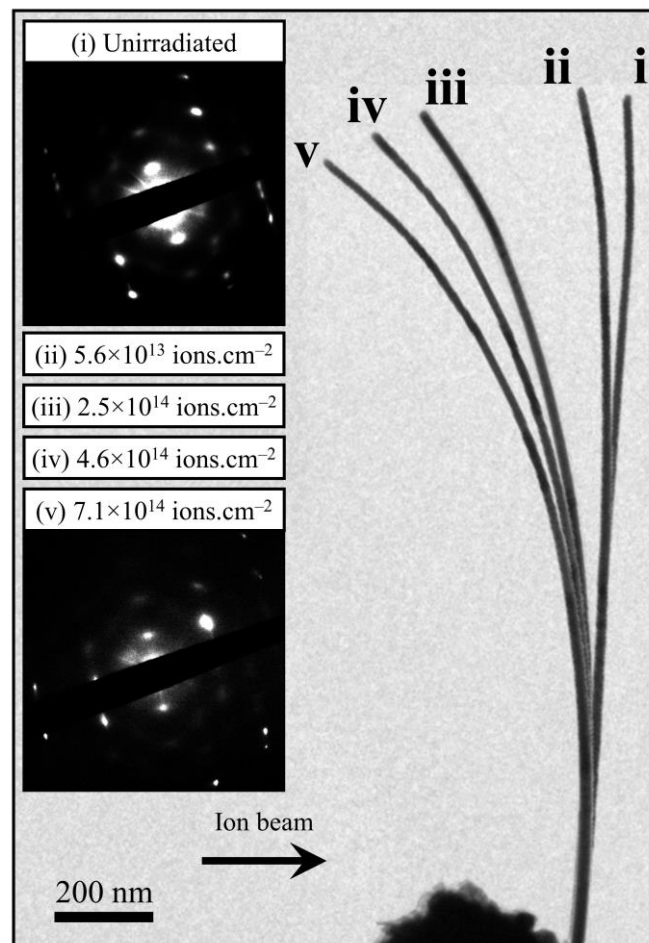 (i) Unirradiated
(ii) 5.6×10¹³ ions.cm⁻²
(iii) 2.5×10¹⁴ ions.cm⁻²
(iv) 4.6×10¹⁴ ions.cm⁻²
(v) 7.1×10¹⁴ ions.cm⁻²
v
iv
iii
ii
i
Ion beam
200 nm